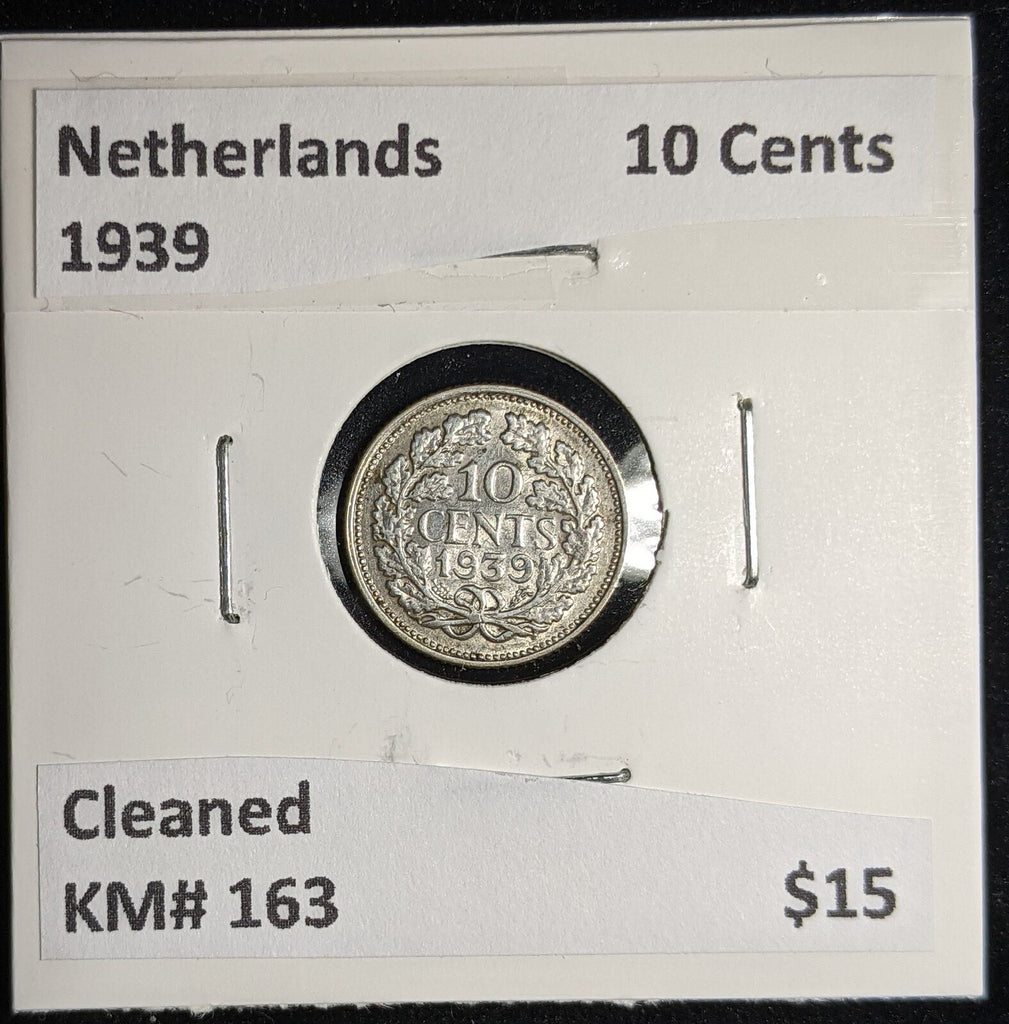 Netherlands 10 Cents
1939
10
CENTS
1939
Cleaned
KM# 163 $15